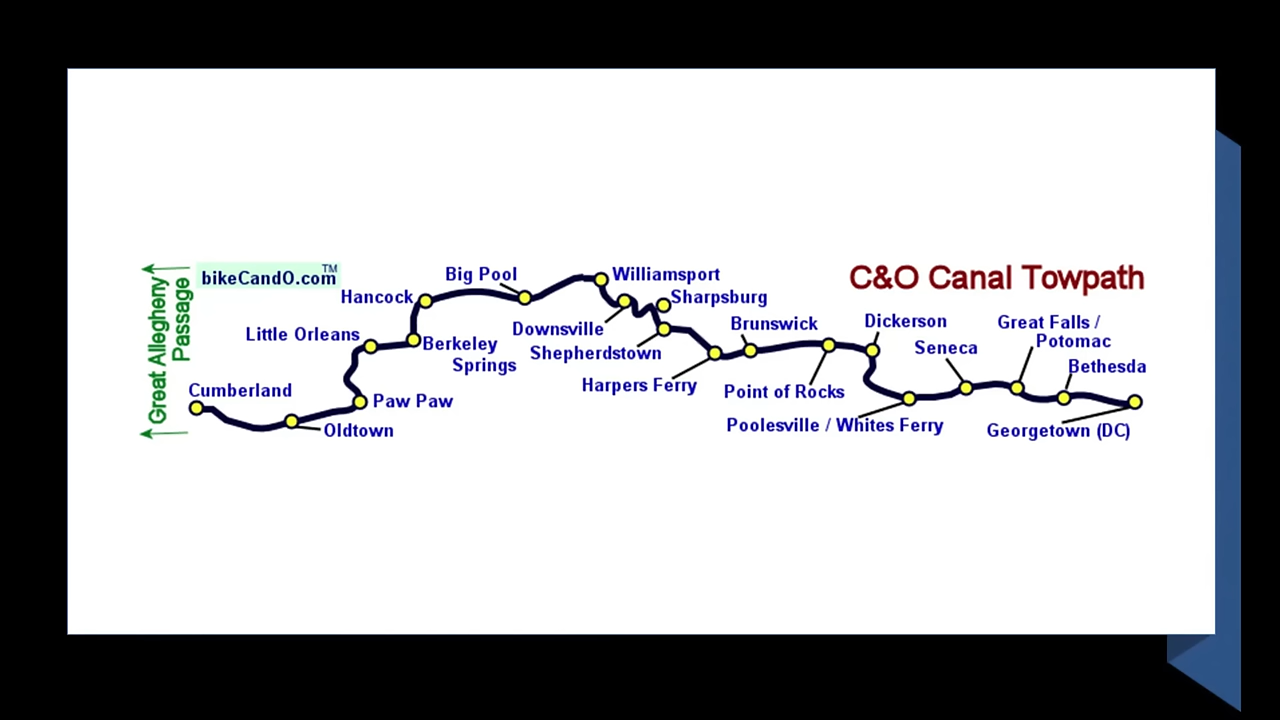 Great Allegheny
Passage
bikeCandO.com™
C&O Canal Towpath
Cumberland
Oldtown
Paw Paw
Little Orleans
Berkeley
Springs
Hancock
Big Pool
Williamsport
Downsville
Sharpsburg
Shepherdstown
Harpers Ferry
Brunswick
Point of Rocks
Dickerson
Poolesville / Whites Ferry
Seneca
Great Falls /
Potomac
Bethesda
Georgetown (DC)